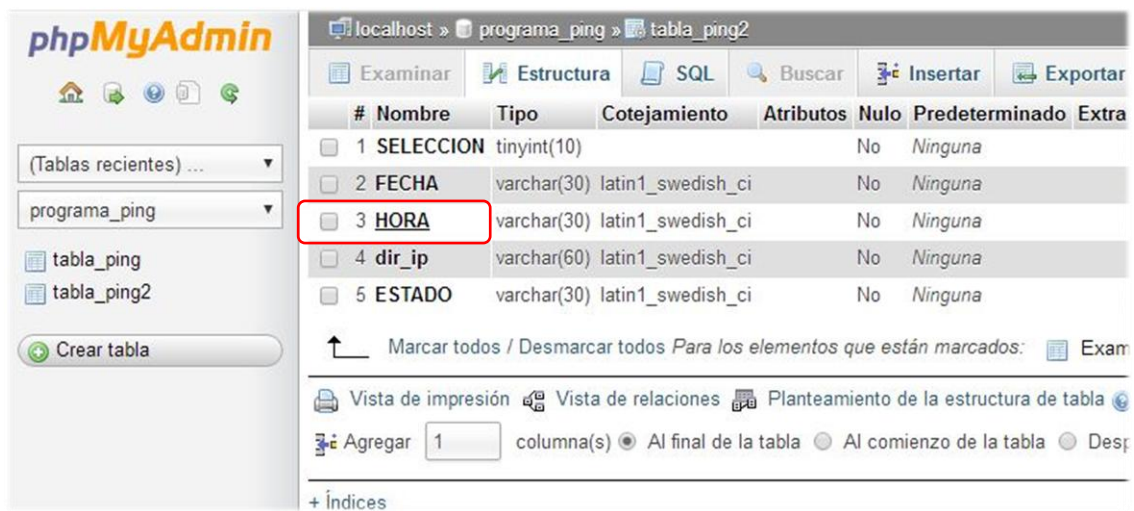 phpMyAdmin
(Tablas recientes) ...
programa_ping
tabla_ping
tabla_ping2
Crear tabla
localhost » programa_ping » tabla_ping2
Examinar Estructura SQL Buscar Insertar Exportar
# Nombre Tipo Cotejamiento Atributos Nulo Predeterminado Extra
1 SELECCION tinyint(10) No Ninguna
2 FECHA varchar(30) latin1_swedish_ci No Ninguna
3 HORA varchar(30) latin1_swedish_ci No Ninguna
4 dir_ip varchar(60) latin1_swedish_ci No Ninguna
5 ESTADO varchar(30) latin1_swedish_ci No Ninguna
Marcar todos / Desmarcar todos Para los elementos que están marcados: Exam
Vista de impresión Vista de relaciones Planteamiento de la estructura de tabla
Agregar 1 columna(s) Al final de la tabla Al comienzo de la tabla Desp
+ Índices